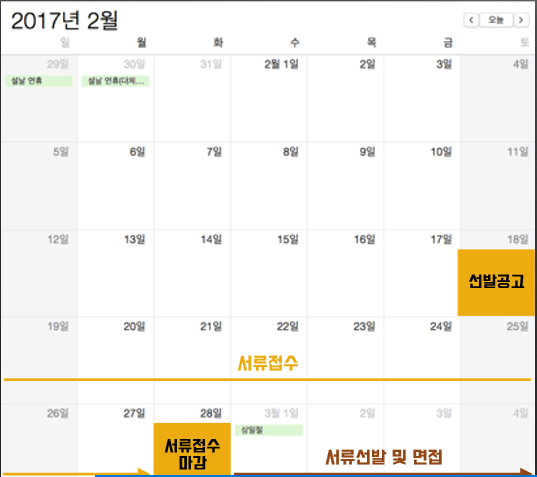 2017년 2월
오늘
일 월 화 수 목 금 토
29일 30일 31일 2월 1일 2일 3일 4일
설날 연휴 설날 연휴(대체...
5일 6일 7일 8일 9일 10일 11일
12일 13일 14일 15일 16일 17일 18일
선발공고
19일 20일 21일 22일 23일 24일 25일
서류접수
26일 27일 28일 3월 1일 2일 3일 4일
삼일절
서류접수
마감
서류선발 및 면접